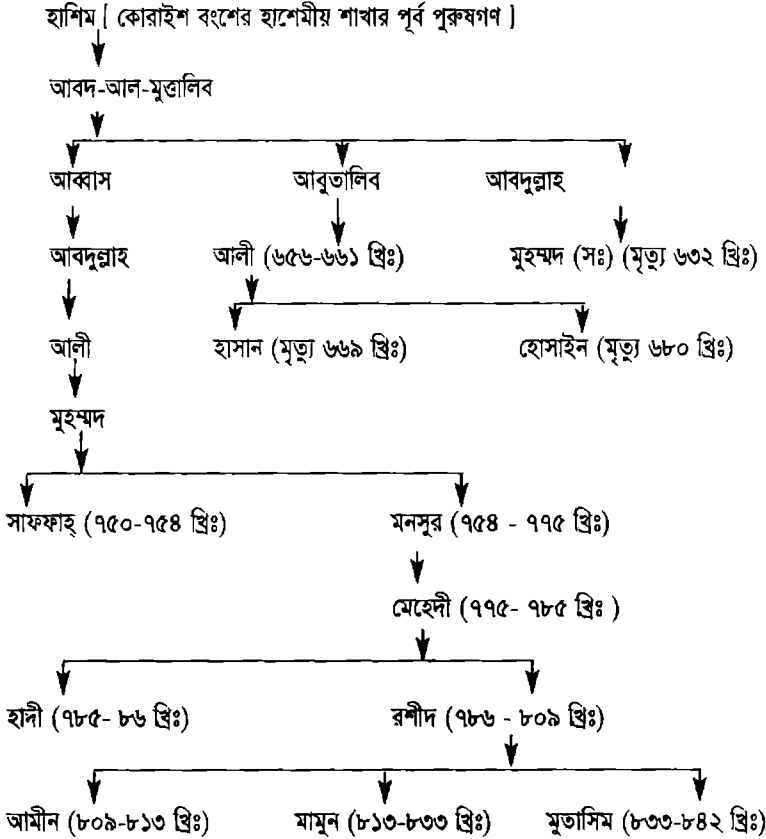 হাশিম [ কোরাইশ বংশের হাশেমীয় শাখার পূর্ব পুরুষগণ ]
আবদ-আল-মুত্তালিব
আব্বাস আবুতালিব আবদুল্লাহ
আবদুল্লাহ আলী (৬৫৬-৬৬১ খ্রিঃ) মুহম্মদ (সঃ) (মৃত্যু ৬৩২ খ্রিঃ)
আলী হাসান (মৃত্যু ৬৬৯ খ্রিঃ) হোসাইন (মৃত্যু ৬৮০ খ্রিঃ)
মুহম্মদ
সাফফাহ্ (৭৫০-৭৫৪ খ্রিঃ) মনসুর (৭৫৪ - ৭৭৫ খ্রিঃ)
মেহেদী (৭৭৫- ৭৮৫ খ্রিঃ )
হাদী (৭৮৫- ৮৬ খ্রিঃ) রশীদ (৭৮৬ - ৮০৯ খ্রিঃ)
আমীন (৮০৯-৮১৩ খ্রিঃ) মামুন (৮১৩-৮৩৩ খ্রিঃ) মুতাসিম (৮৩৩-৮৪২ খ্রিঃ)